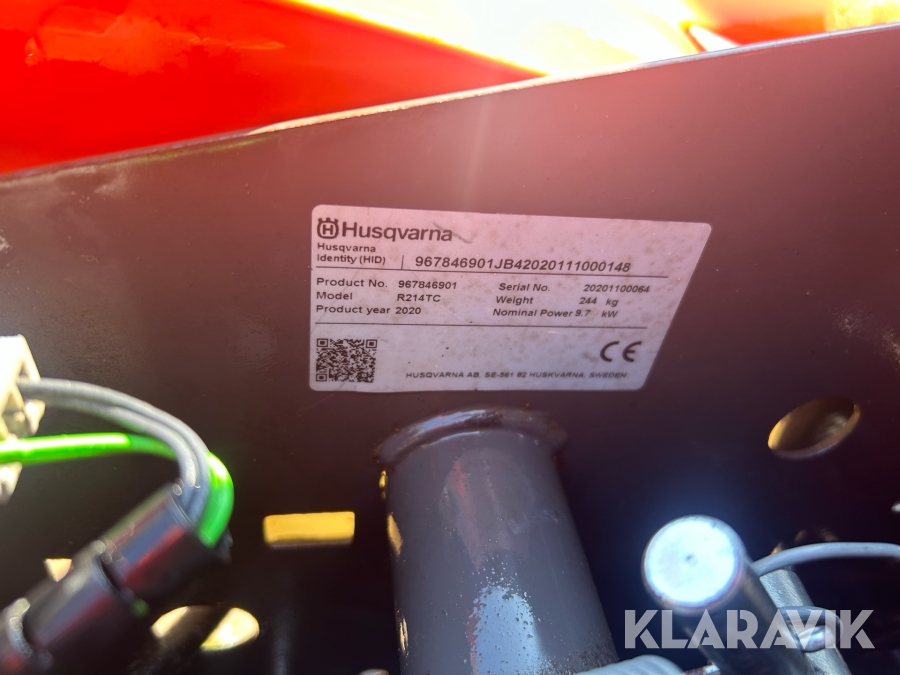 Husqvarna
Husqvarna
Identity (HID) 967846901JB42020111000148
Product No. 967846901 Serial No. 20201100064
Model R214TC Weight 244 kg
Product year 2020 Nominal Power 9.7 kW
CE
HUSQVARNA AB, SE-561 82 HUSKVARNA, SWEDEN
KLARAVIK